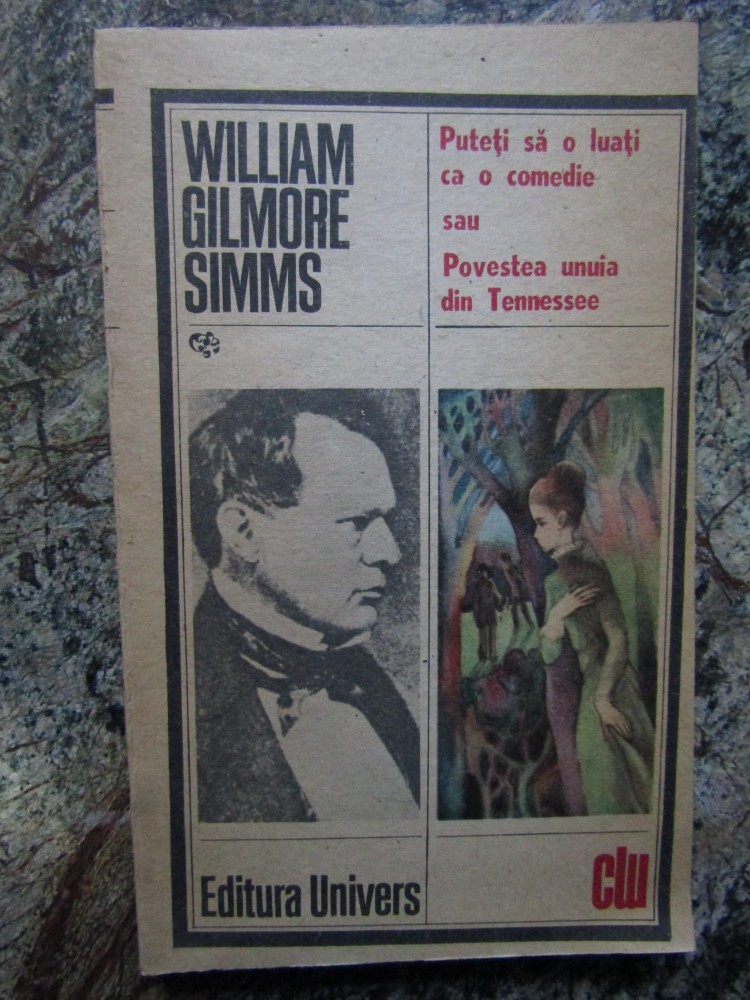 WILLIAM
GILMORE
SIMMS
Puteţi să o luaţi
ca o comedie
sau
Povestea unuia
din Tennessee
Editura Univers
clu